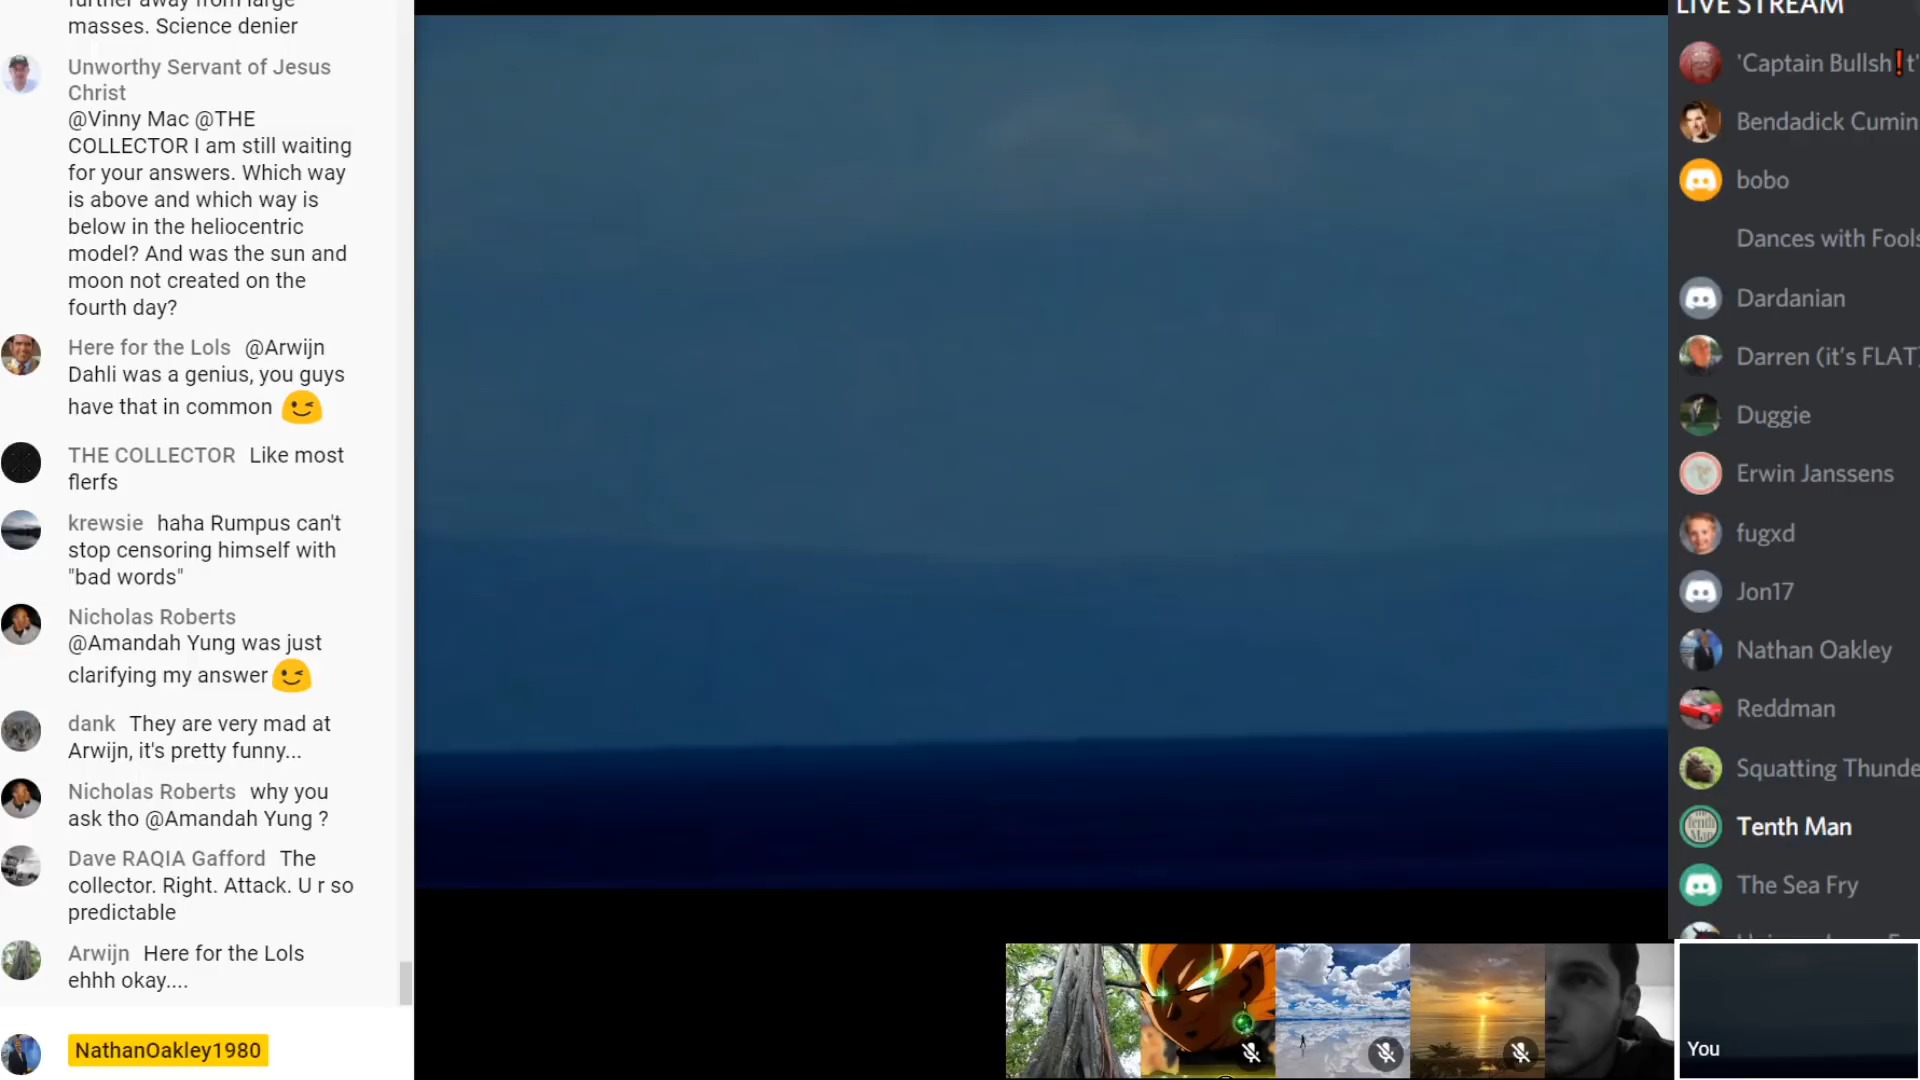 further away from large
masses. Science denier
Unworthy Servant of Jesus
Christ
@Vinny Mac @THE
COLLECTOR I am still waiting
for your answers. Which way
is above and which way is
below in the heliocentric
model? And was the sun and
moon not created on the
fourth day?
Here for the Lols @Arwijn
Dahli was a genius, you guys
have that in common 😉
THE COLLECTOR Like most
flerfs
krewsie haha Rumpus can't
stop censoring himself with
"bad words"
Nicholas Roberts
@Amandah Yung was just
clarifying my answer 😉
dank They are very mad at
Arwijn, it's pretty funny...
Nicholas Roberts why you
ask tho @Amandah Yung ?
Dave RAQIA Gafford The
collector. Right. Attack. U r so
predictable
Arwijn Here for the Lols
ehhh okay....
NathanOakley1980
LIVE STREAM
'Captain Bullsh❗t'
Bendadick Cumin
bobo
Dances with Fools
Dardanian
Darren (it's FLAT)
Duggie
Erwin Janssens
fugxd
Jon17
Nathan Oakley
Reddman
Squatting Thunde
Tenth Man
The Sea Fry
You